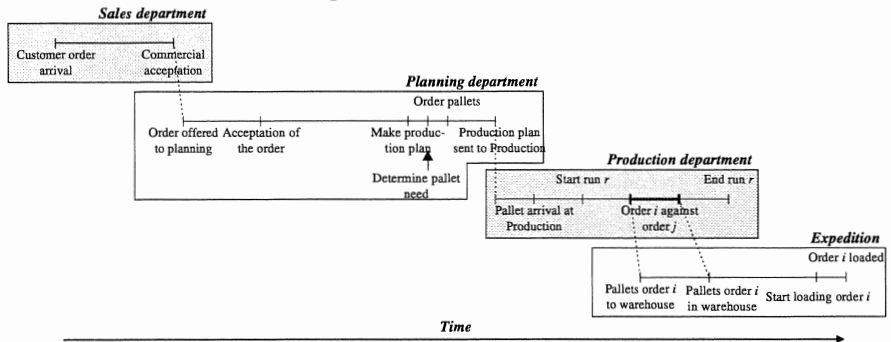 Sales department
Customer order
arrival
Commercial
acceptation
Planning department
Order pallets
Order offered
to planning
Acceptation of
the order
Make produc-
tion plan
Production plan
sent to Production
Determine pallet
need
Production department
Start run r
End run r
Pallet arrival at
Production
Order i against
order j
Expedition
Order i loaded
Pallets order i
to warehouse
Pallets order i
in warehouse
Start loading order i
Time